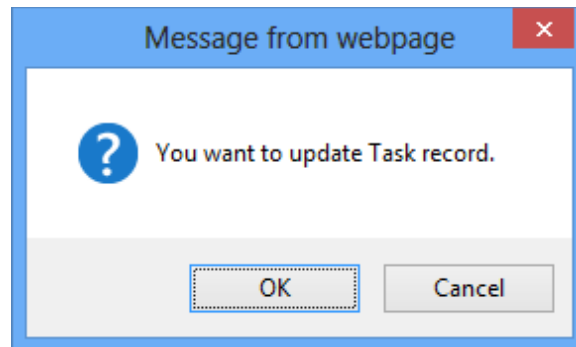 Message from webpage
You want to update Task record.
OK
Cancel